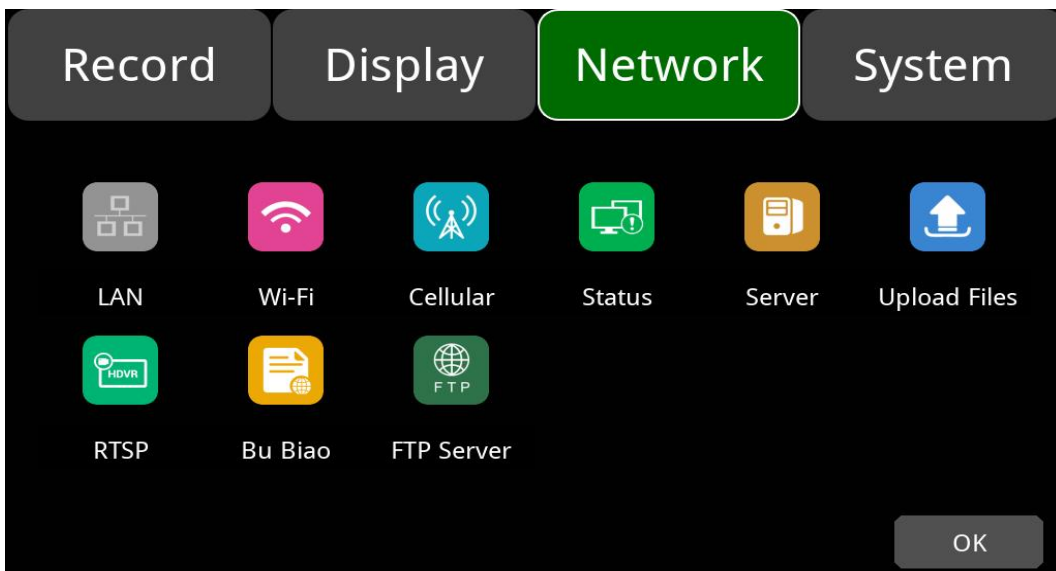 Record Display Network System
LAN Wi-Fi Cellular Status Server Upload Files
HDVR
FTP
RTSP Bu Biao FTP Server
OK